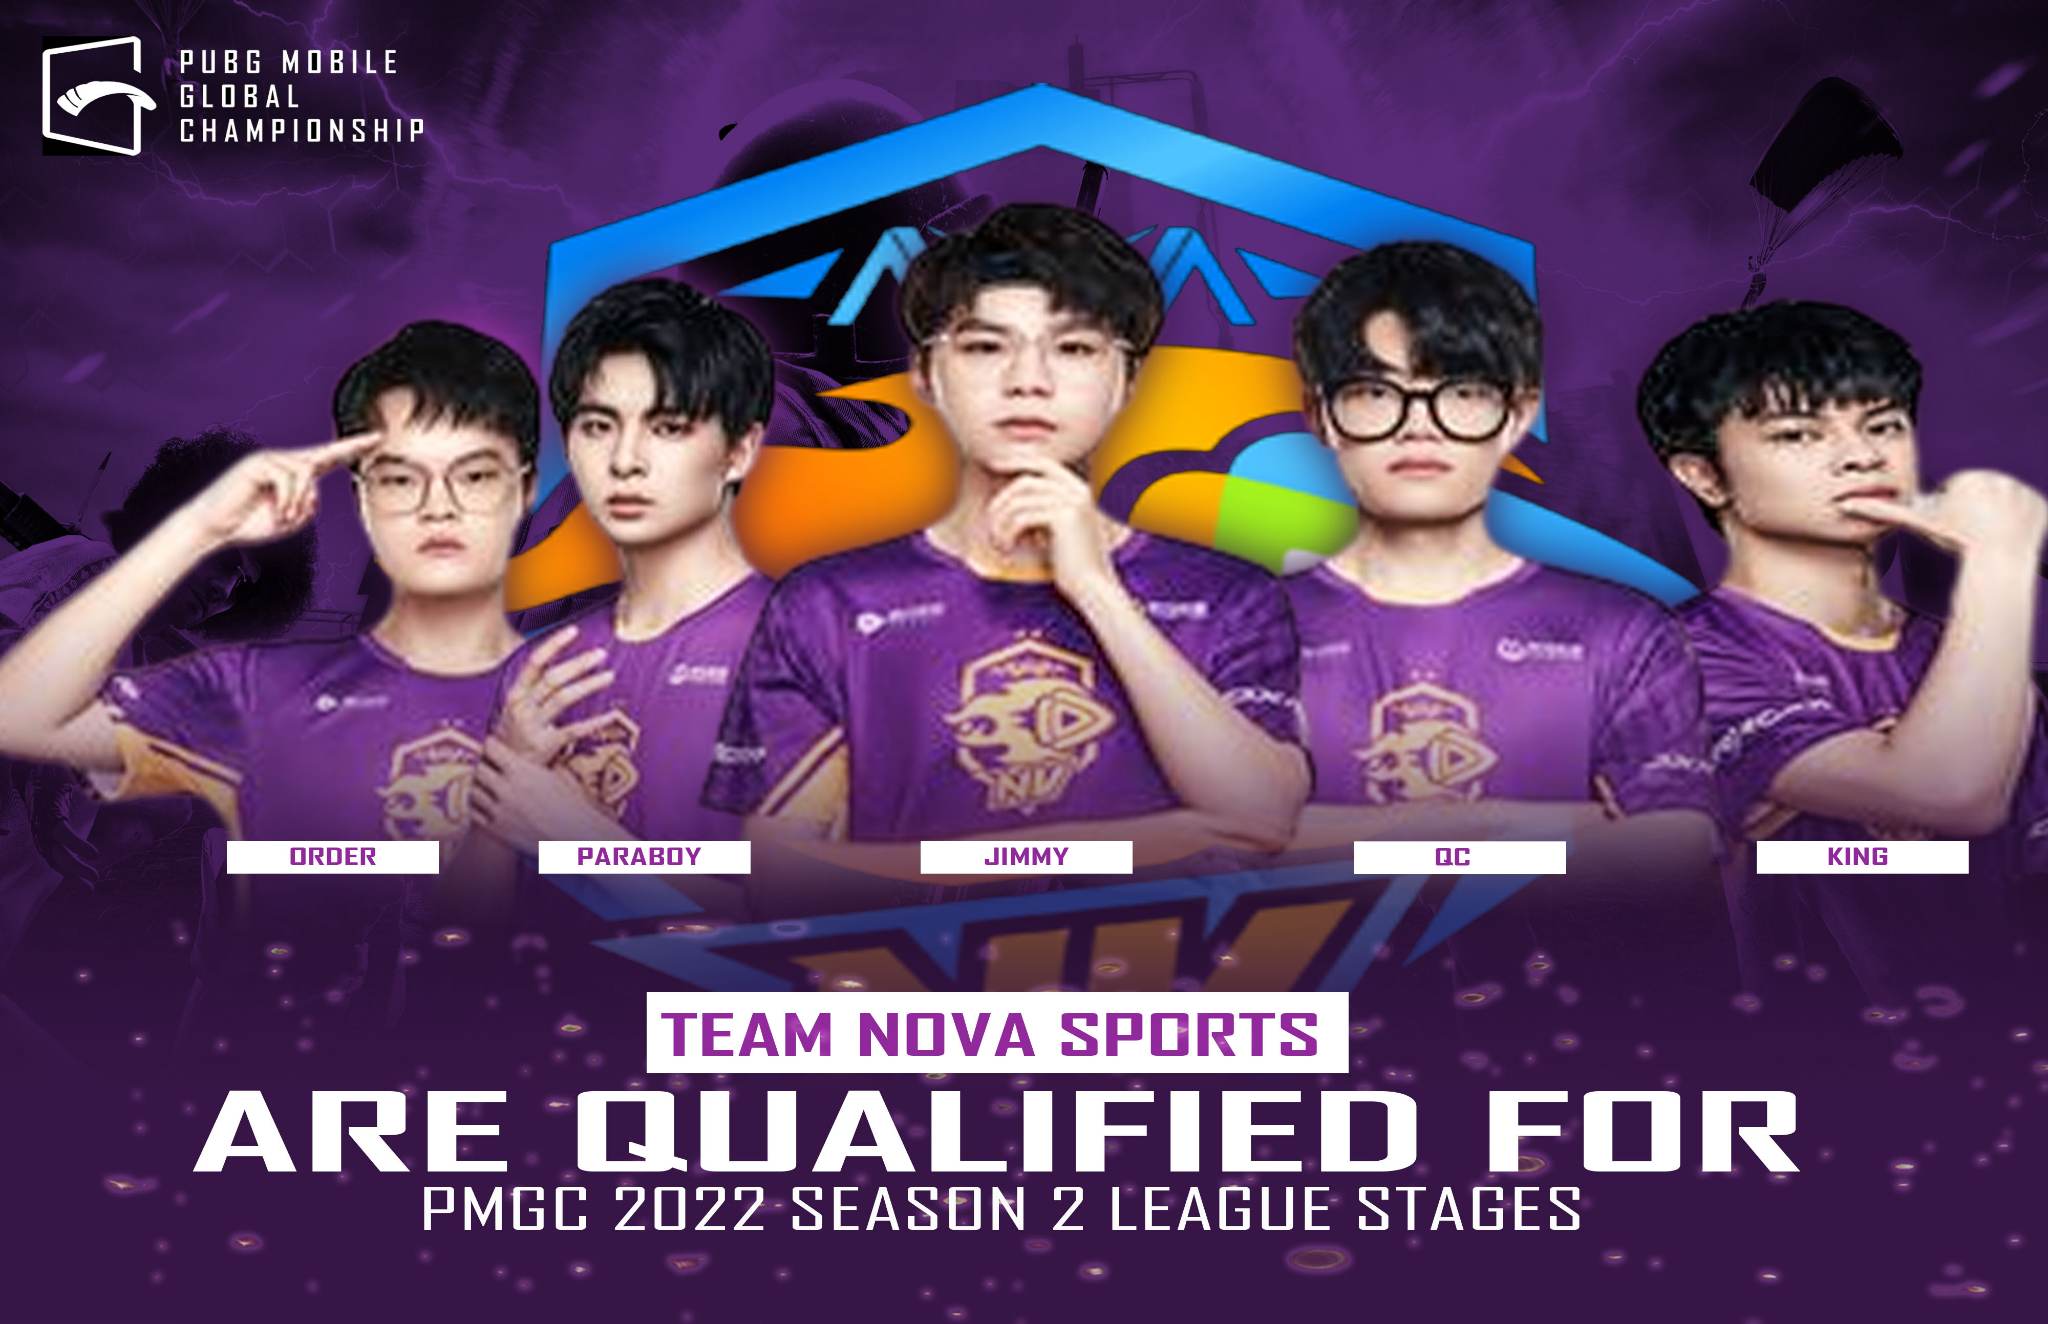 PUBG MOBILE
GLOBAL
CHAMPIONSHIP
NV
ORDER
PARABOY
JIMMY
QC
KING
TEAM NOVA SPORTS
ARE QUALIFIED FOR
PMGC 2022 SEASON 2 LEAGUE STAGES